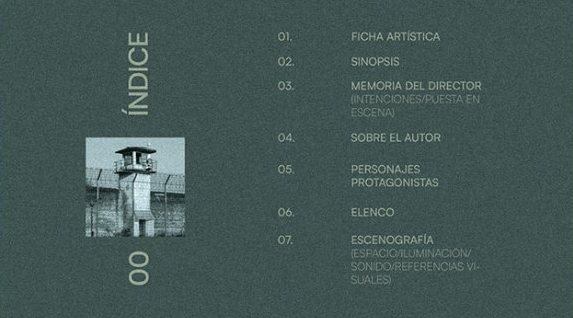 ÍNDICE
00
01. FICHA ARTÍSTICA
02. SINOPSIS
03. MEMORIA DEL DIRECTOR
(INTENCIONES/PUESTA EN
ESCENA)
04. SOBRE EL AUTOR
05. PERSONAJES
PROTAGONISTAS
06. ELENCO
07. ESCENOGRAFÍA
(ESPACIO/ILUMINACIÓN/
SONIDO/REFERENCIAS VI-
SUALES)